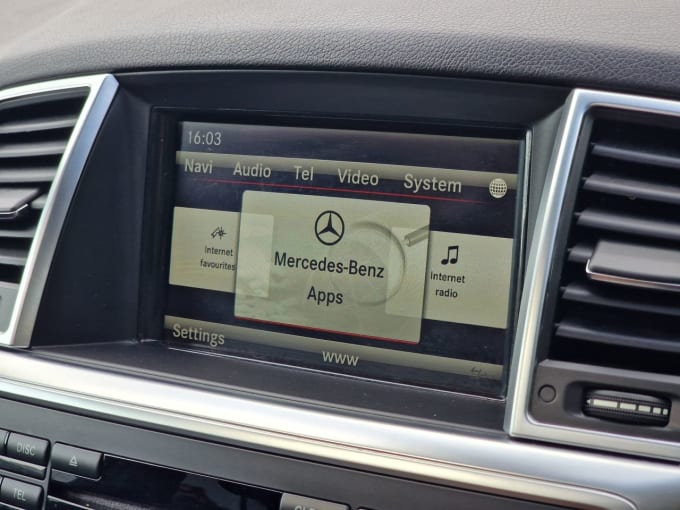 16:03
Navi Audio Tel Video System
Internet
favourites
Mercedes-Benz
Apps
Internet
radio
Settings
www
DISC
TEL